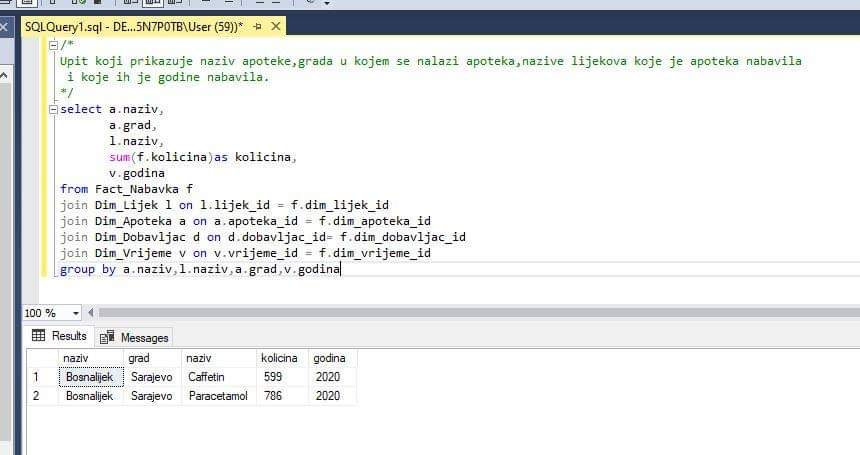 SQLQuery1.sql - DE...5N7P0TB\User (59))*
/*
Upit koji prikazuje naziv apoteke,grada u kojem se nalazi apoteka,nazive lijekova koje je apoteka nabavila
i koje ih je godine nabavila.
*/
select a.naziv,
a.grad,
l.naziv,
sum(f.kolicina)as kolicina,
v.godina
from Fact_Nabavka f
join Dim_Lijek l on l.lijek_id = f.dim_lijek_id
join Dim_Apoteka a on a.apoteka_id = f.dim_apoteka_id
join Dim_Dobavljac d on d.dobavljac_id= f.dim_dobavljac_id
join Dim_Vrijeme v on v.vrijeme_id = f.dim_vrijeme_id
group by a.naziv,l.naziv,a.grad,v.godina
100 %
Results Messages
naziv grad naziv kolicina godina
1 Bosnalijek Sarajevo Caffetin 599 2020
2 Bosnalijek Sarajevo Paracetamol 786 2020